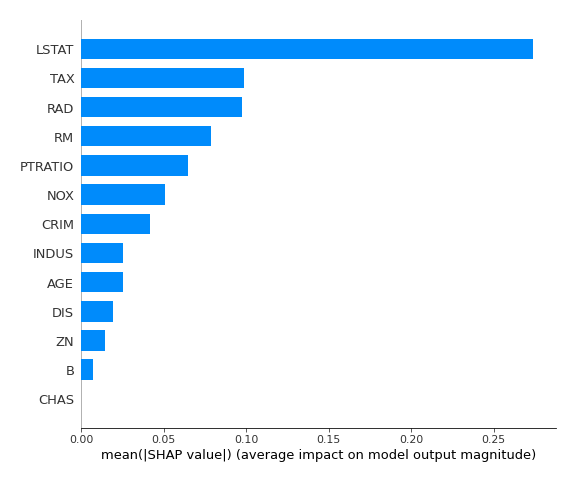 LSTAT
TAX
RAD
RM
PTRATIO
NOX
CRIM
INDUS
AGE
DIS
ZN
B
CHAS
0.00 0.05 0.10 0.15 0.20 0.25
mean(|SHAP value|) (average impact on model output magnitude)